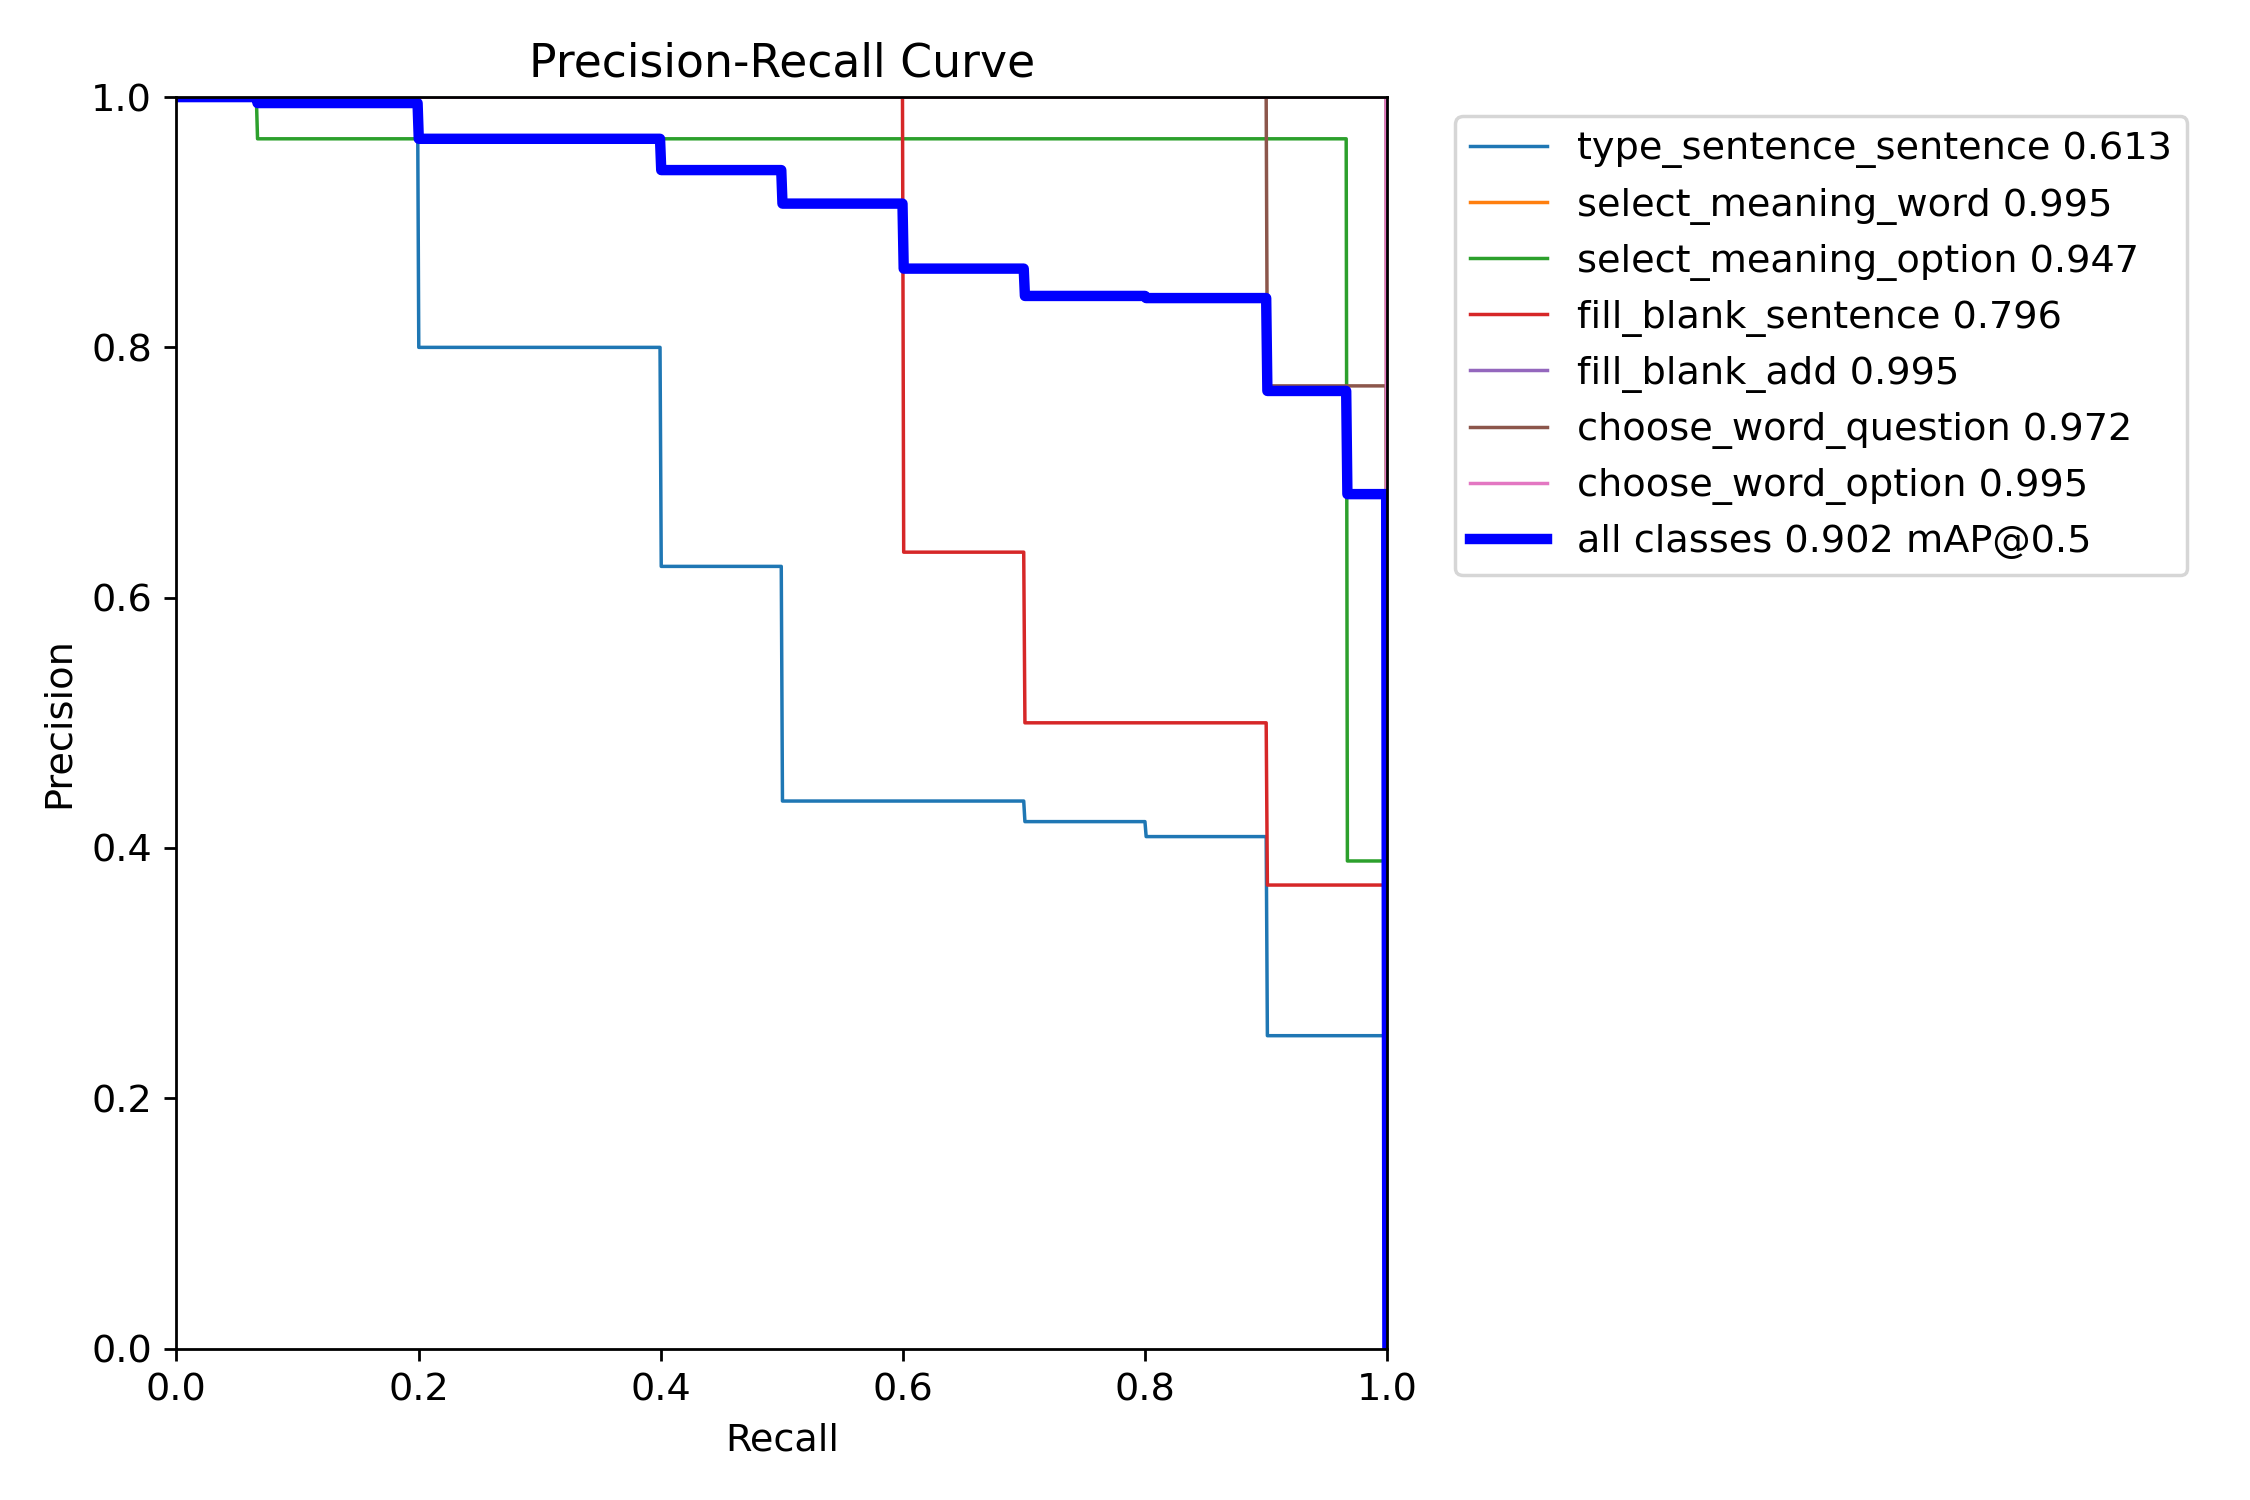 Precision-Recall Curve
1.0
0.8
0.6
0.4
0.2
0.0
Precision
0.0 0.2 0.4 0.6 0.8 1.0
Recall
type_sentence_sentence 0.613
select_meaning_word 0.995
select_meaning_option 0.947
fill_blank_sentence 0.796
fill_blank_add 0.995
choose_word_question 0.972
choose_word_option 0.995
all classes 0.902 mAP@0.5